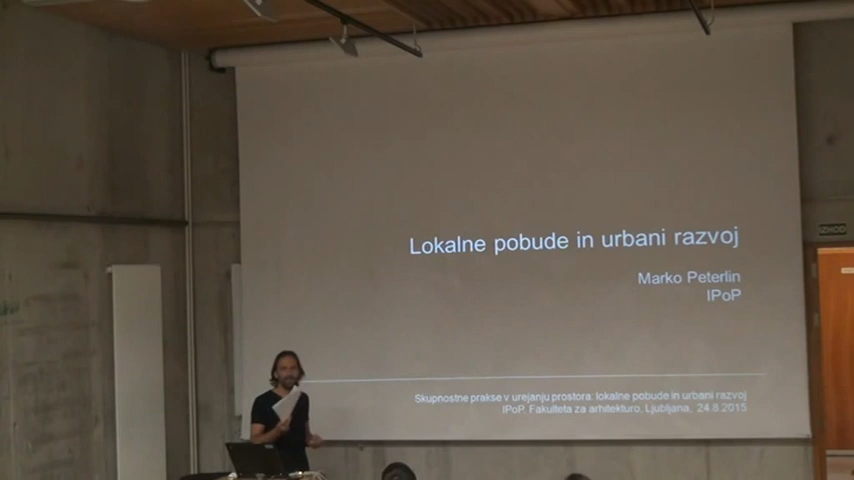 Lokalne pobude in urbani razvoj
Marko Peterlin
IPoP
Skupnostne prakse v urejanju prostora: lokalne pobude in urbani razvoj
IPoP, Fakulteta za arhitekturo, Ljubljana, 24.8.2015
IZHOD